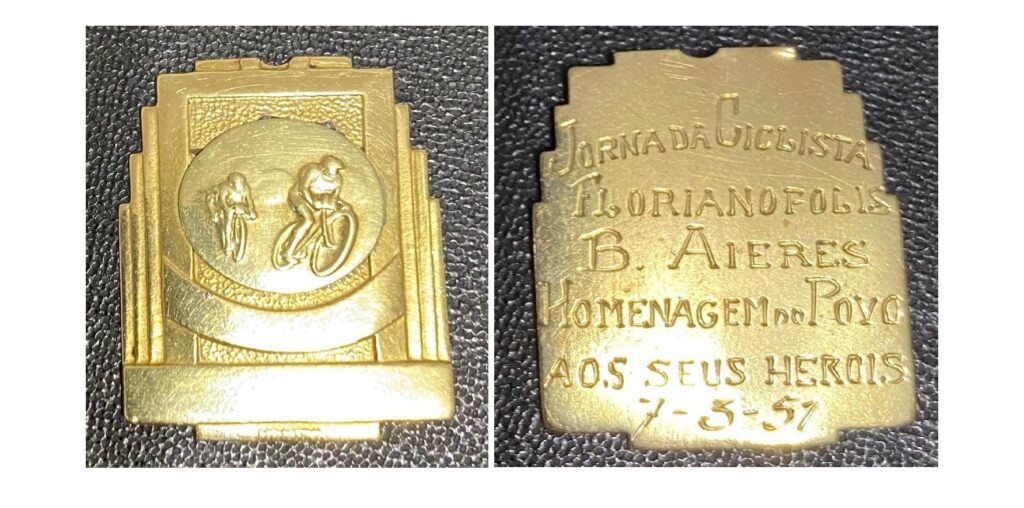 JORNADA CICLISTA
FLORIANOPOLIS
B. AIERES
HOMENAGEM DO POVO
AOS SEUS HEROIS
7-3-51